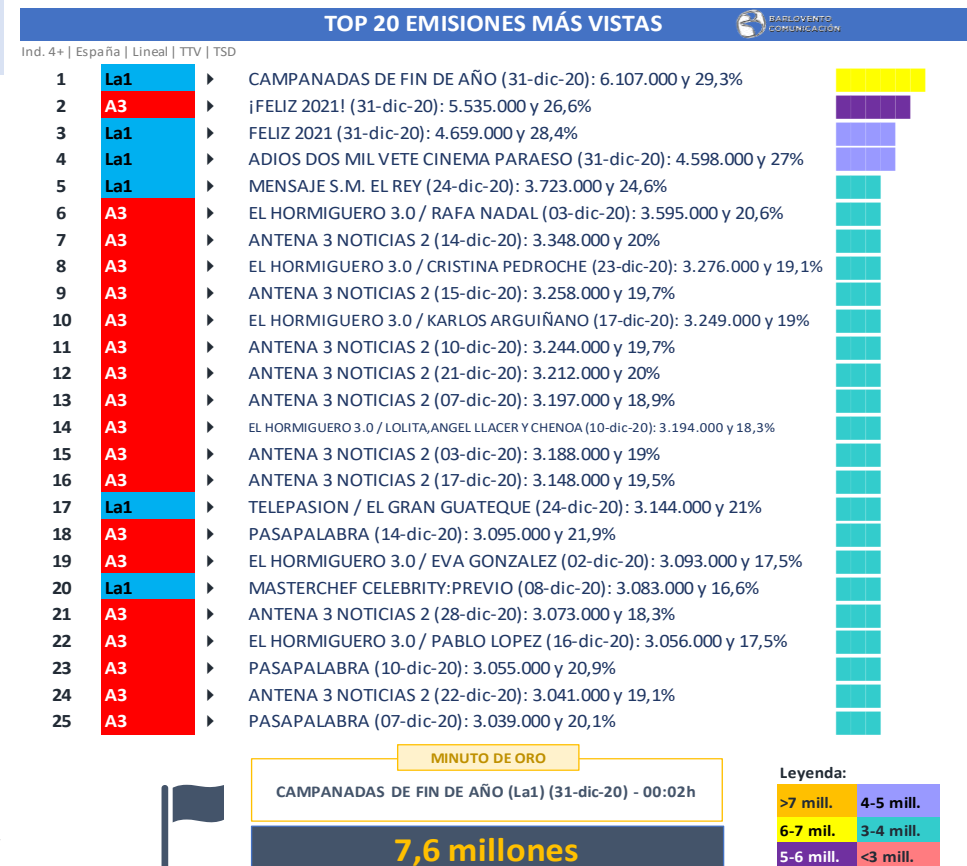 TOP 20 EMISIONES MÁS VISTAS
BARLOVENTO
COMUNICACIÓN
Ind. 4+ | España | Lineal | TTV | TSD
1 La1 CAMPANADAS DE FIN DE AÑO (31-dic-20): 6.107.000 y 29,3%
2 A3 ¡FELIZ 2021! (31-dic-20): 5.535.000 y 26,6%
3 La1 FELIZ 2021 (31-dic-20): 4.659.000 y 28,4%
4 La1 ADIOS DOS MIL VETE CINEMA PARAESO (31-dic-20): 4.598.000 y 27%
5 La1 MENSAJE S.M. EL REY (24-dic-20): 3.723.000 y 24,6%
6 A3 EL HORMIGUERO 3.0 / RAFA NADAL (03-dic-20): 3.595.000 y 20,6%
7 A3 ANTENA 3 NOTICIAS 2 (14-dic-20): 3.348.000 y 20%
8 A3 EL HORMIGUERO 3.0 / CRISTINA PEDROCHE (23-dic-20): 3.276.000 y 19,1%
9 A3 ANTENA 3 NOTICIAS 2 (15-dic-20): 3.258.000 y 19,7%
10 A3 EL HORMIGUERO 3.0 / KARLOS ARGUIÑANO (17-dic-20): 3.249.000 y 19%
11 A3 ANTENA 3 NOTICIAS 2 (10-dic-20): 3.244.000 y 19,7%
12 A3 ANTENA 3 NOTICIAS 2 (21-dic-20): 3.212.000 y 20%
13 A3 ANTENA 3 NOTICIAS 2 (07-dic-20): 3.197.000 y 18,9%
14 A3 EL HORMIGUERO 3.0 / LOLITA,ANGEL LLACER Y CHENOA (10-dic-20): 3.194.000 y 18,3%
15 A3 ANTENA 3 NOTICIAS 2 (03-dic-20): 3.188.000 y 19%
16 A3 ANTENA 3 NOTICIAS 2 (17-dic-20): 3.148.000 y 19,5%
17 La1 TELEPASION / EL GRAN GUATEQUE (24-dic-20): 3.144.000 y 21%
18 A3 PASAPALABRA (14-dic-20): 3.095.000 y 21,9%
19 A3 EL HORMIGUERO 3.0 / EVA GONZALEZ (02-dic-20): 3.093.000 y 17,5%
20 La1 MASTERCHEF CELEBRITY:PREVIO (08-dic-20): 3.083.000 y 16,6%
21 A3 ANTENA 3 NOTICIAS 2 (28-dic-20): 3.073.000 y 18,3%
22 A3 EL HORMIGUERO 3.0 / PABLO LOPEZ (16-dic-20): 3.056.000 y 17,5%
23 A3 PASAPALABRA (10-dic-20): 3.055.000 y 20,9%
24 A3 ANTENA 3 NOTICIAS 2 (22-dic-20): 3.041.000 y 19,1%
25 A3 PASAPALABRA (07-dic-20): 3.039.000 y 20,1%
MINUTO DE ORO
CAMPANADAS DE FIN DE AÑO (La1) (31-dic-20) - 00:02h
7,6 millones
Leyenda:
>7 mill. 4-5 mill.
6-7 mil. 3-4 mill.
5-6 mill. <3 mill.